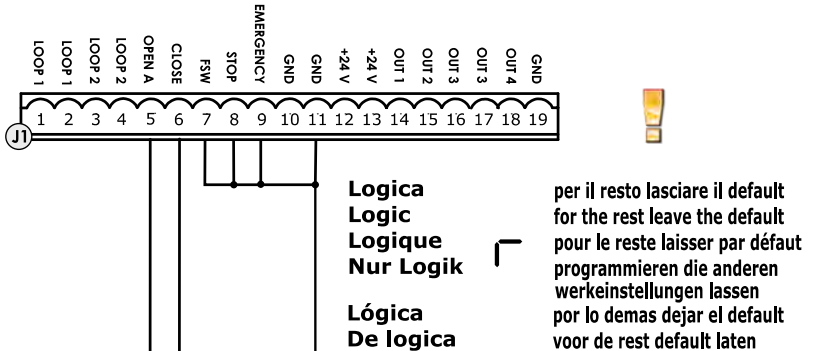 LOOP 1 LOOP 1 LOOP 2 LOOP 2 OPEN A CLOSE FSW STOP EMERGENCY GND GND +24 V +24 V OUT 1 OUT 2 OUT 3 OUT 3 OUT 4 GND
1 2 3 4 5 6 7 8 9 10 11 12 13 14 15 16 17 18 19
J1
Logica per il resto lasciare il default
Logic for the rest leave the default
Logique pour le reste laisser par défaut
Nur Logik programmieren die anderen
werkeinstellungen lassen
Lógica por lo demas dejar el default
De logica voor de rest default laten